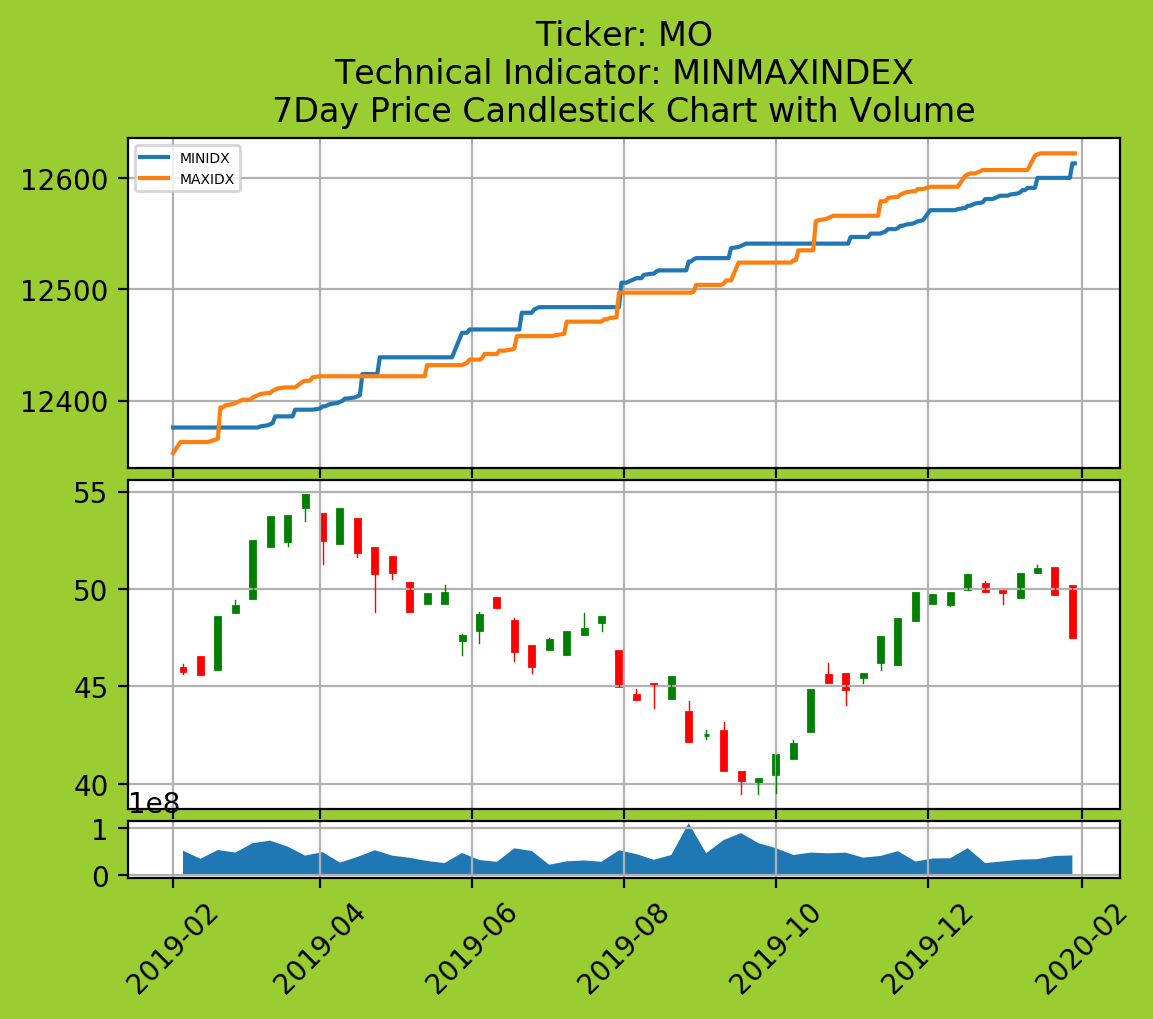 Ticker: MO
Technical Indicator: MINMAXINDEX
7Day Price Candlestick Chart with Volume
MINIDX
MAXIDX
12600
12500
12400
55
50
45
40
1e8
1
0
2019-02
2019-04
2019-06
2019-08
2019-10
2019-12
2020-02